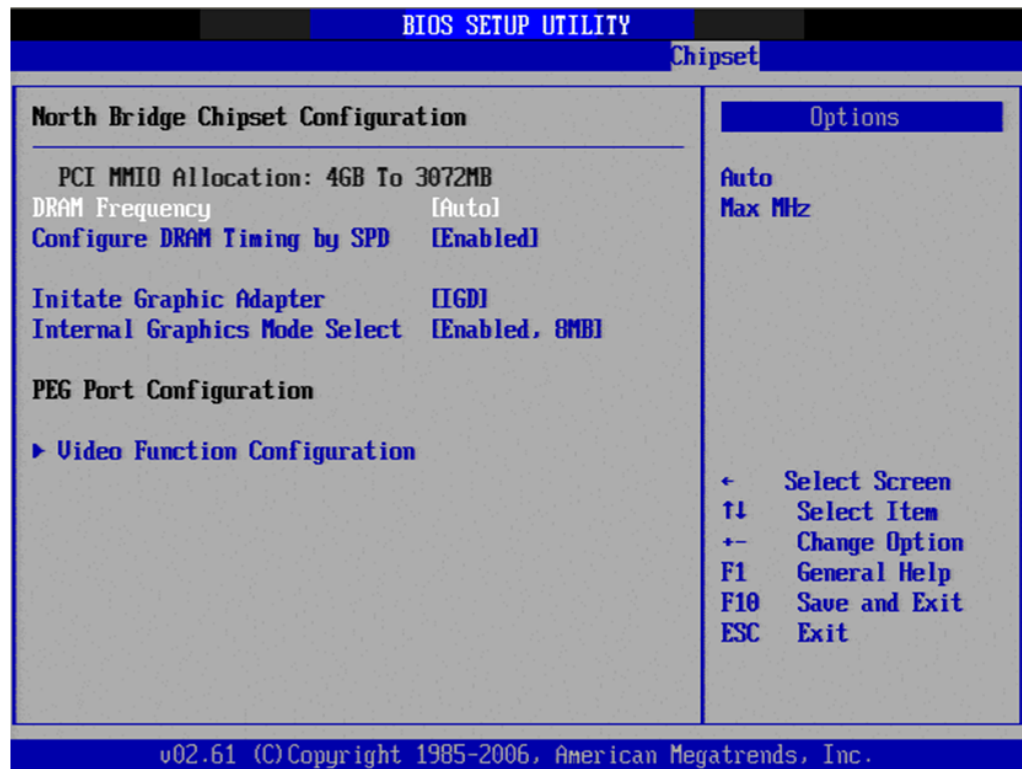 BIOS SETUP UTILITY
Chipset
North Bridge Chipset Configuration
PCI MMIO Allocation: 4GB To 3072MB
DRAM Frequency [Auto]
Configure DRAM Timing by SPD [Enabled]
Initate Graphic Adapter [IGD]
Internal Graphics Mode Select [Enabled, 8MB]
PEG Port Configuration
▶ Video Function Configuration
Options
Auto
Max MHz
← Select Screen
↑↓ Select Item
+- Change Option
F1 General Help
F10 Save and Exit
ESC Exit
v02.61 (C)Copyright 1985-2006, American Megatrends, Inc.